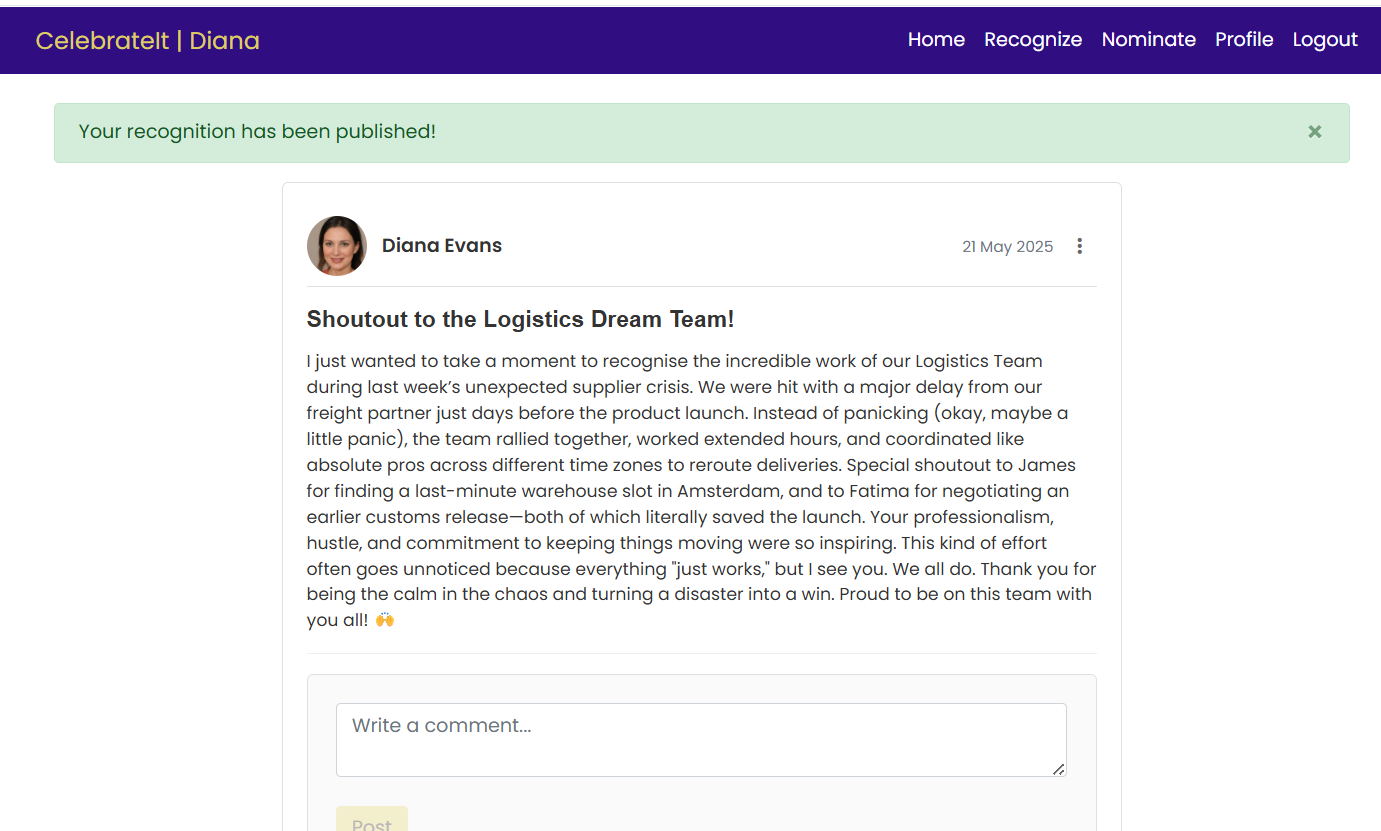 CelebrateIt | Diana
Home Recognize Nominate Profile Logout
Your recognition has been published! ×
Diana Evans
21 May 2025
Shoutout to the Logistics Dream Team!
I just wanted to take a moment to recognise the incredible work of our Logistics Team
during last week’s unexpected supplier crisis. We were hit with a major delay from our
freight partner just days before the product launch. Instead of panicking (okay, maybe a
little panic), the team rallied together, worked extended hours, and coordinated like
absolute pros across different time zones to reroute deliveries. Special shoutout to James
for finding a last-minute warehouse slot in Amsterdam, and to Fatima for negotiating an
earlier customs release—both of which literally saved the launch. Your professionalism,
hustle, and commitment to keeping things moving were so inspiring. This kind of effort
often goes unnoticed because everything "just works," but I see you. We all do. Thank you for
being the calm in the chaos and turning a disaster into a win. Proud to be on this team with
you all! 🙌
Write a comment...
Post